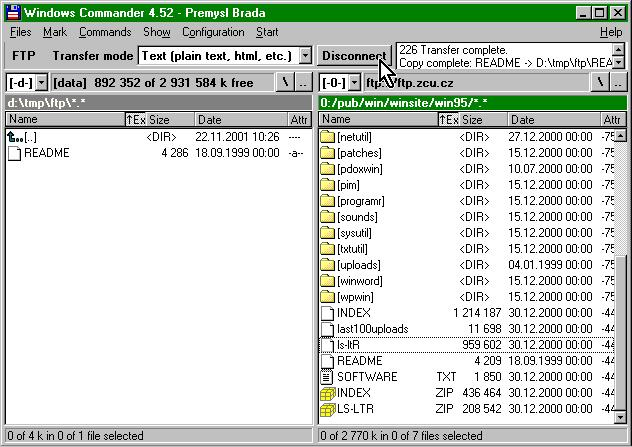 Windows Commander 4.52 - Premysl Brada
Files Mark Commands Show Configuration Start Help
FTP Transfer mode Text (plain text, html, etc.) Disconnect 226 Transfer complete.
Copy complete: README -> D:\tmp\ftp\REA
[-d-] [data] 892 352 of 2 931 584 k free \ ..
[-0-] ftp://ftp.zcu.cz \ ..
d:\tmp\ftp\*.*
0:/pub/win/winsite/win95/*.*
Name ↑Ex Size Date Attr
[..] <DIR> 22.11.2001 10:26 ----
README 4 286 18.09.1999 00:00 -a--
Name ↑Ex Size Date Attr
[netutil] <DIR> 27.12.2000 00:00 -75
[patches] <DIR> 15.12.2000 00:00 -75
[pdoxwin] <DIR> 10.07.2000 00:00 -75
[pim] <DIR> 15.12.2000 00:00 -75
[programr] <DIR> 15.12.2000 00:00 -75
[sounds] <DIR> 15.12.2000 00:00 -75
[sysutil] <DIR> 15.12.2000 00:00 -75
[txtutil] <DIR> 15.12.2000 00:00 -75
[uploads] <DIR> 04.01.1999 00:00 -75
[winword] <DIR> 15.12.2000 00:00 -75
[wpwin] <DIR> 15.12.2000 00:00 -75
INDEX 1 214 187 30.12.2000 00:00 -44
last100uploads 11 698 30.12.2000 00:00 -44
ls-ltR 959 602 30.12.2000 00:00 -44
README 4 209 18.09.1999 00:00 -44
SOFTWARE TXT 1 850 30.12.2000 00:00 -44
INDEX ZIP 436 464 30.12.2000 00:00 -44
LS-LTR ZIP 208 542 30.12.2000 00:00 -44
0 of 4 k in 0 of 1 file selected
0 of 2 770 k in 0 of 7 files selected